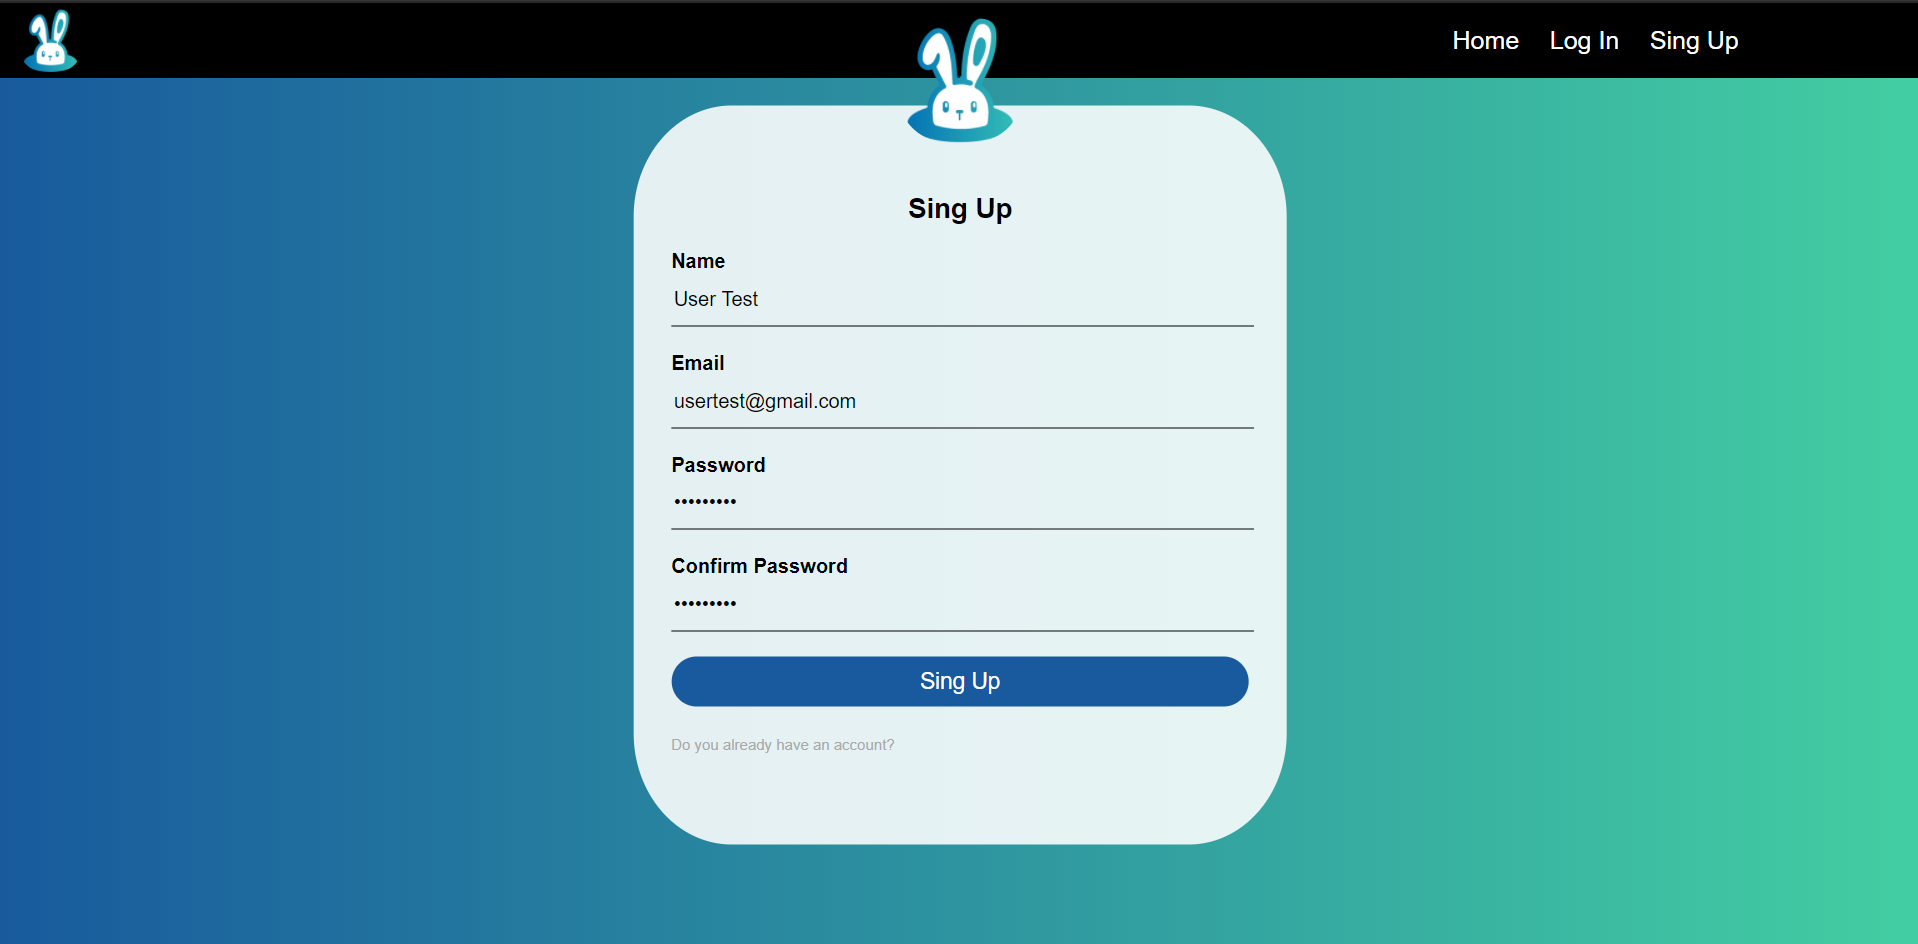 Home Log In Sing Up
Sing Up
Name
User Test
Email
usertest@gmail.com
Password
•••••••••
Confirm Password
•••••••••
Sing Up
Do you already have an account?